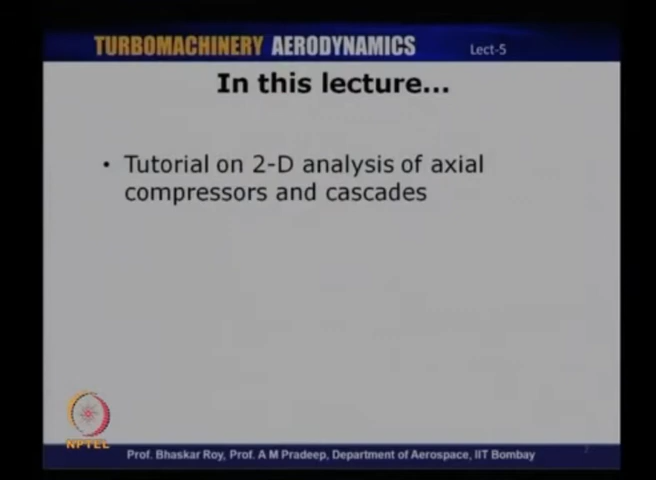 TURBOMACHINERY AERODYNAMICS Lect-5
In this lecture...
• Tutorial on 2-D analysis of axial
compressors and cascades
NPTEL
Prof. Bhaskar Roy, Prof. A M Pradeep, Department of Aerospace, IIT Bombay